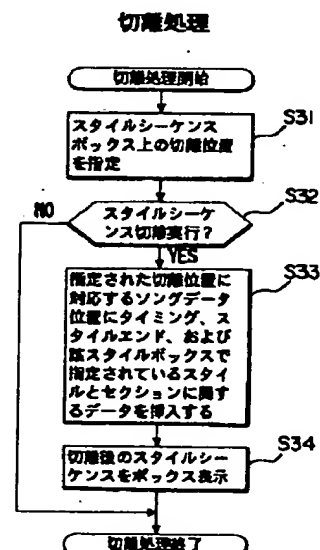 切離処理
切離処理開始
S31
スタイルシーケンス
ボックス上の切離位置
を指定
S32
NO
スタイルシーケ
ンス切離実行?
YES
S33
指定された切離位置に
対応するソングデータ
位置にタイミング、ス
タイルエンド、および
該スタイルボックスで
指定されているスタイ
ルとセクションに関す
るデータを挿入する
S34
切離後のスタイルシー
ケンスをボックス表示
切離処理終了